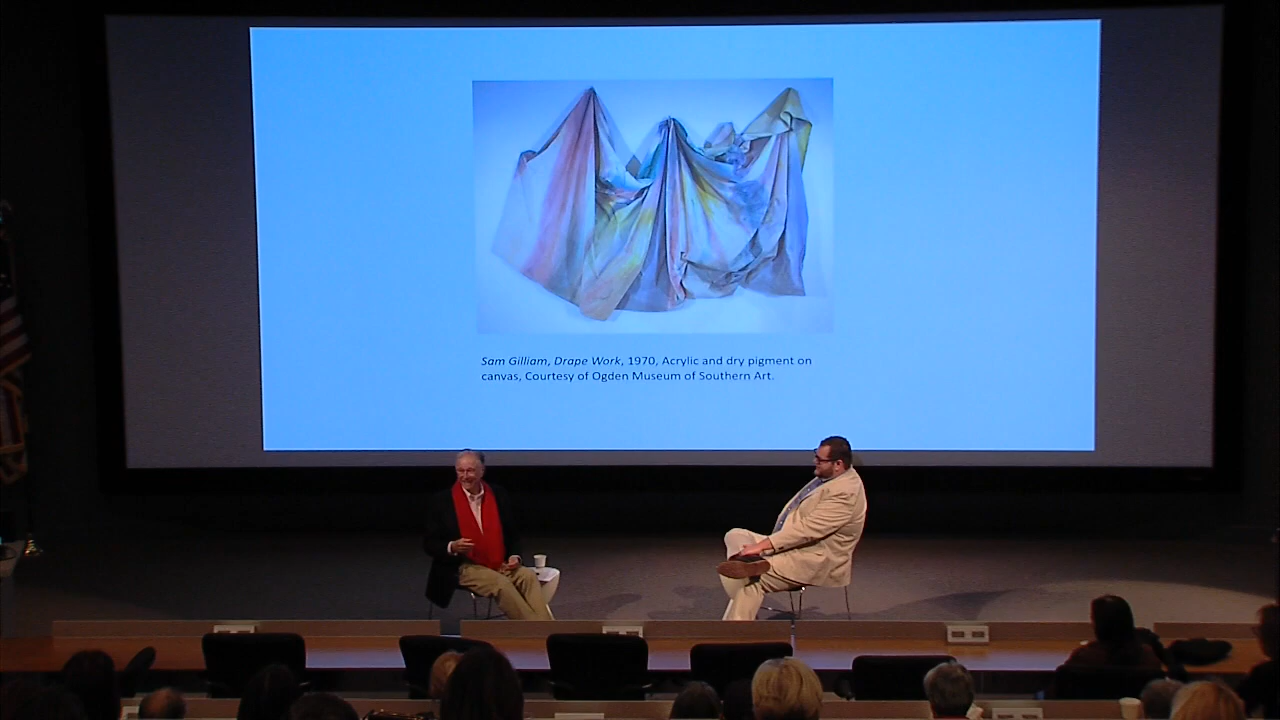 Sam Gilliam, Drape Work, 1970, Acrylic and dry pigment on
canvas, Courtesy of Ogden Museum of Southern Art.